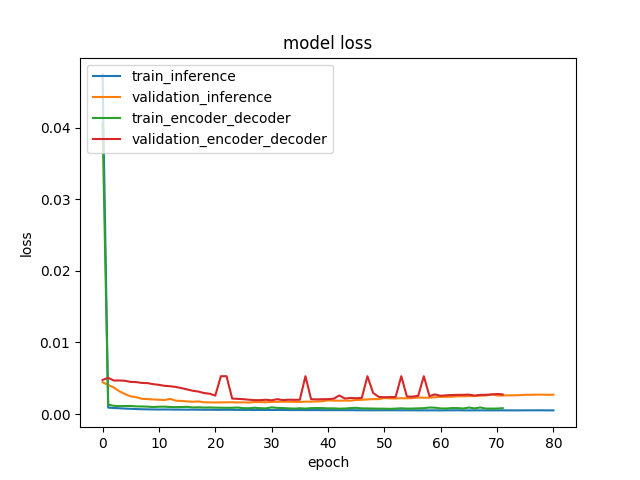 model loss
train_inference
validation_inference
train_encoder_decoder
validation_encoder_decoder
0.04
0.03
0.02
0.01
0.00
loss
0 10 20 30 40 50 60 70 80
epoch